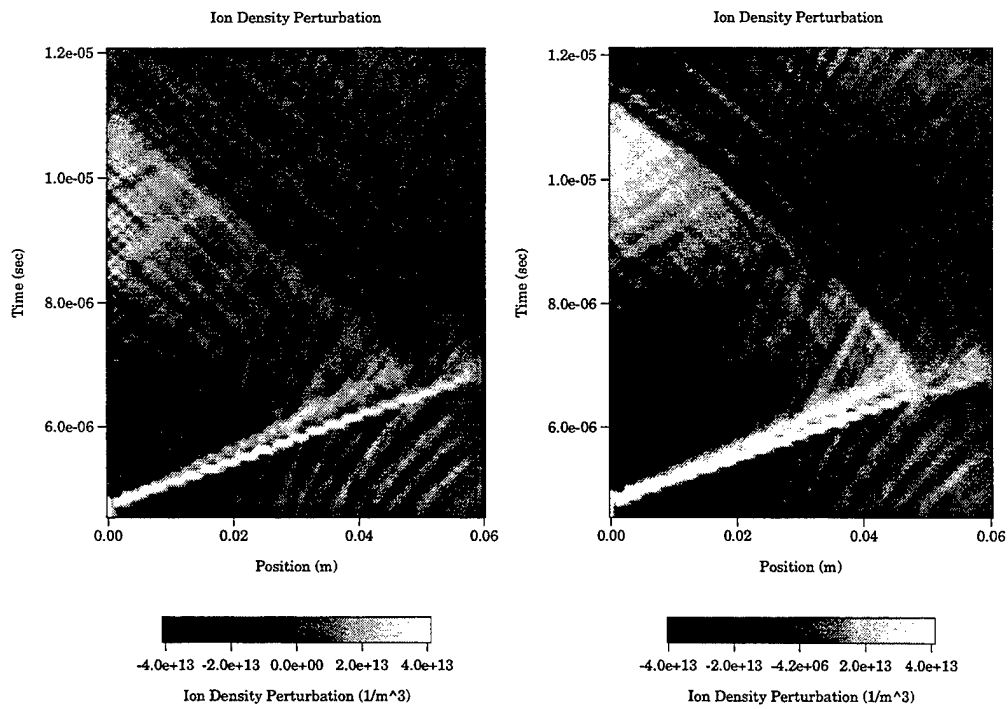 Ion Density Perturbation
1.2e-05
1.0e-05
8.0e-06
6.0e-06
Time (sec)
0.00 0.02 0.04 0.06
Position (m)
-4.0e+13 -2.0e+13 0.0e+00 2.0e+13 4.0e+13
Ion Density Perturbation (1/m^3)
Ion Density Perturbation
1.2e-05
1.0e-05
8.0e-06
6.0e-06
Time (sec)
0.00 0.02 0.04 0.06
Position (m)
-4.0e+13 -2.0e+13 -4.2e+06 2.0e+13 4.0e+13
Ion Density Perturbation (1/m^3)